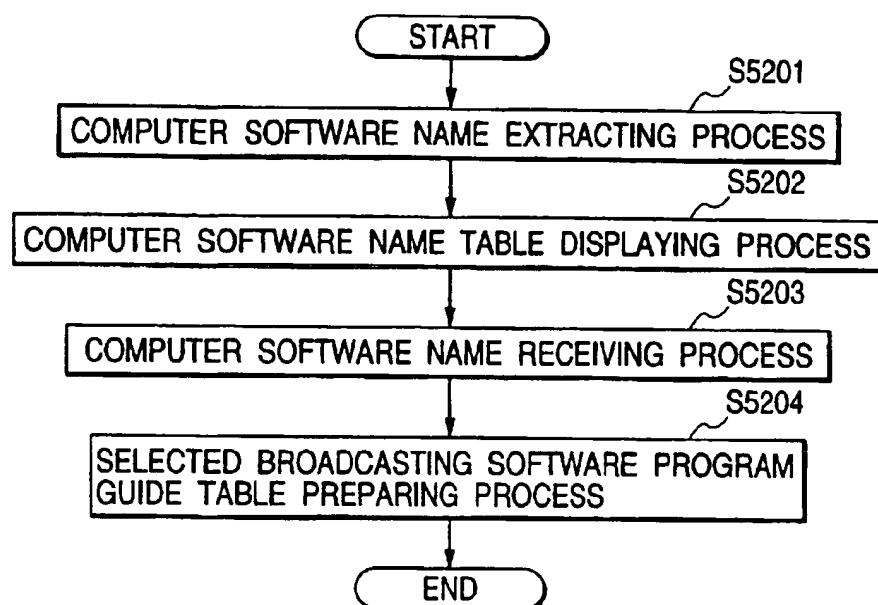 START
S5201
COMPUTER SOFTWARE NAME EXTRACTING PROCESS
S5202
COMPUTER SOFTWARE NAME TABLE DISPLAYING PROCESS
S5203
COMPUTER SOFTWARE NAME RECEIVING PROCESS
S5204
SELECTED BROADCASTING SOFTWARE PROGRAM
GUIDE TABLE PREPARING PROCESS
END